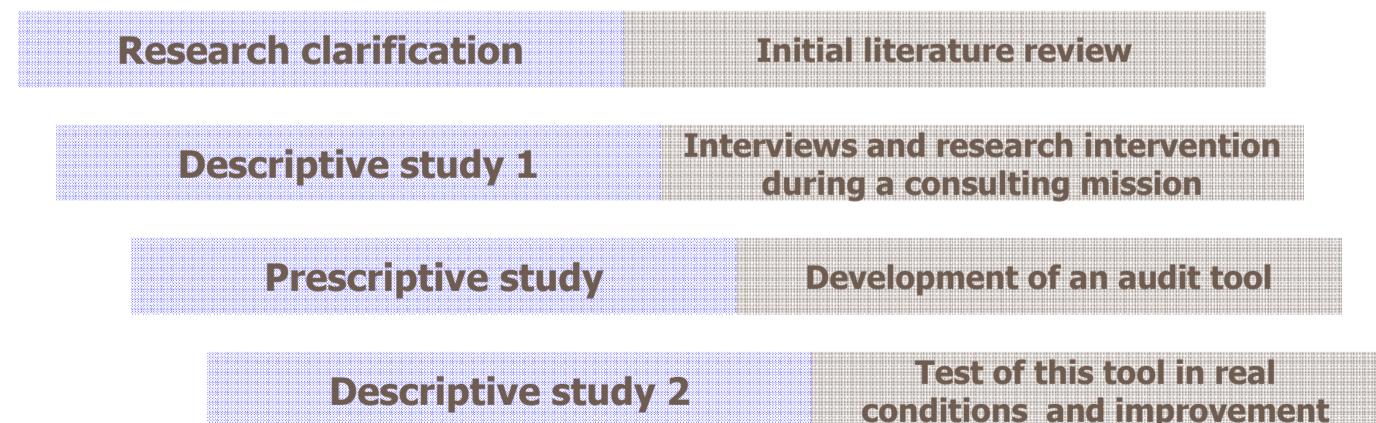 Research clarification
Initial literature review
Descriptive study 1
Interviews and research intervention
during a consulting mission
Prescriptive study
Development of an audit tool
Descriptive study 2
Test of this tool in real
conditions and improvement